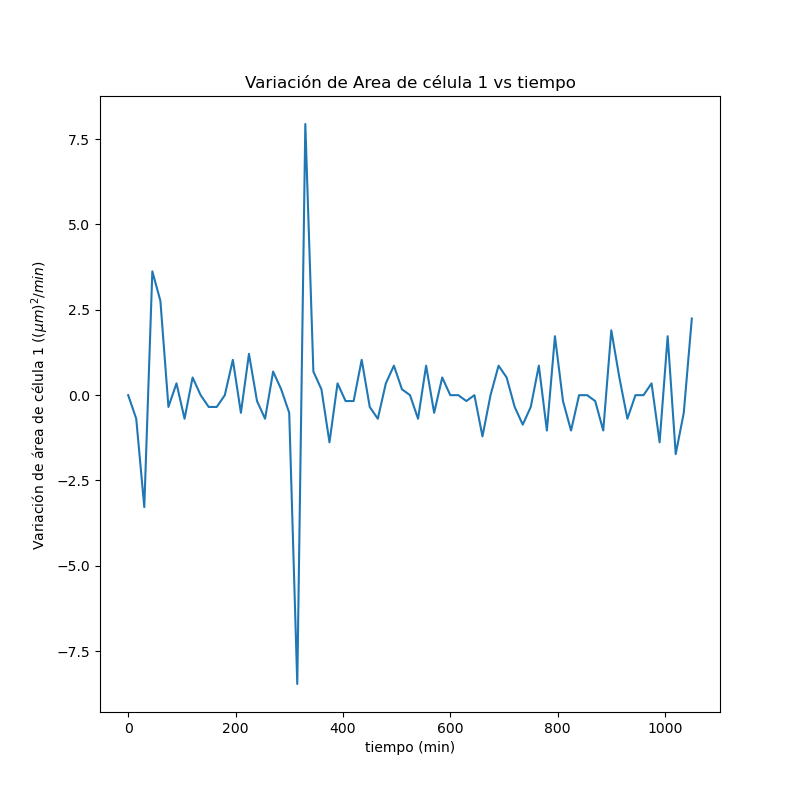 Variación de Area de célula 1 vs tiempo
Variación de área de célula 1 ((μm)²/min)
7.5
5.0
2.5
0.0
−2.5
−5.0
−7.5
0 200 400 600 800 1000
tiempo (min)